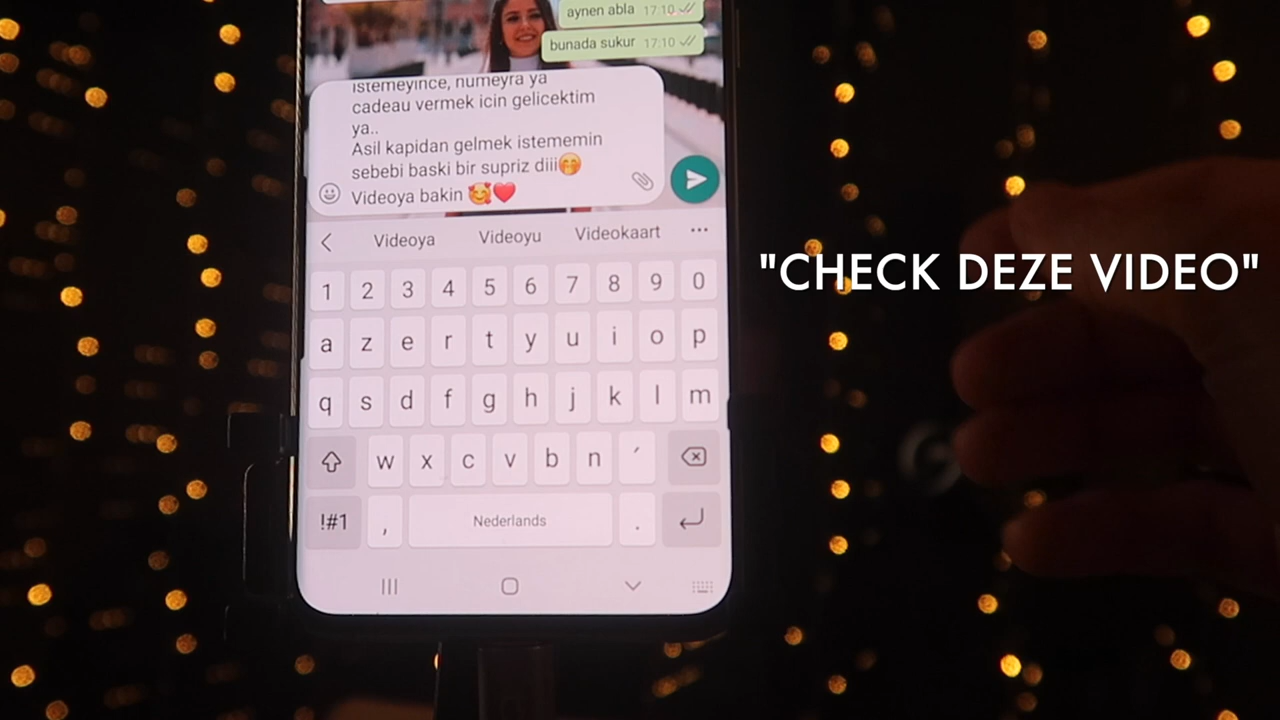 aynen abla 17.10
bunada sukur 17.10
istemeyince, numeyra ya
cadeau vermek icin gelicektim
ya..
Asil kapidan gelmek istememin
sebebi baski bir supriz diii🤭
Videoya bakin 🥰❤️
Videoya Videoyu Videokaart ...
1 2 3 4 5 6 7 8 9 0
a z e r t y u i o p
q s d f g h j k l m
w x c v b n ´
!#1 , Nederlands .
"CHECK DEZE VIDEO"